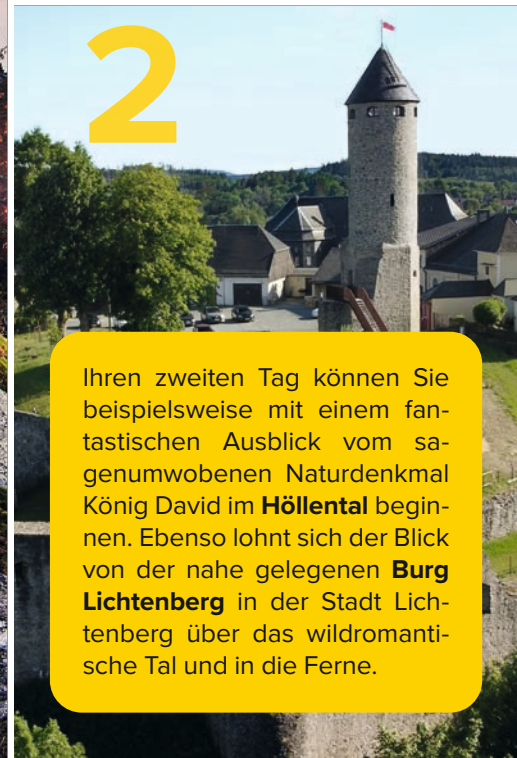 2
Ihren zweiten Tag können Sie
beispielsweise mit einem fan-
tastischen Ausblick vom sa-
genumwobenen Naturdenkmal
König David im Höllental begin-
nen. Ebenso lohnt sich der Blick
von der nahe gelegenen Burg
Lichtenberg in der Stadt Lich-
tenberg über das wildromanti-
sche Tal und in die Ferne.